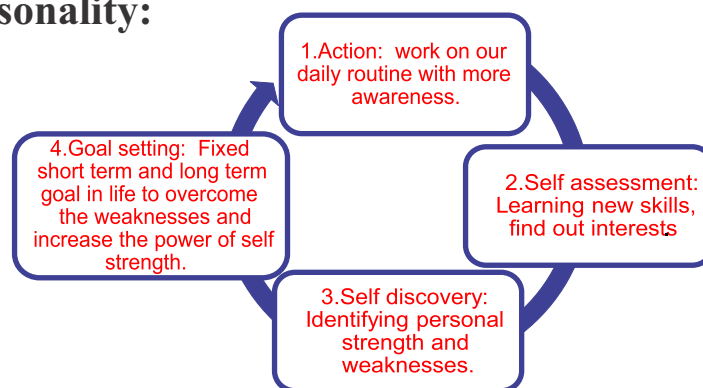 sonality:
1.Action: work on our
daily routine with more
awareness.
2.Self assessment:
Learning new skills,
find out interests
3.Self discovery:
Identifying personal
strength and
weaknesses.
4.Goal setting: Fixed
short term and long term
goal in life to overcome
the weaknesses and
increase the power of self
strength.